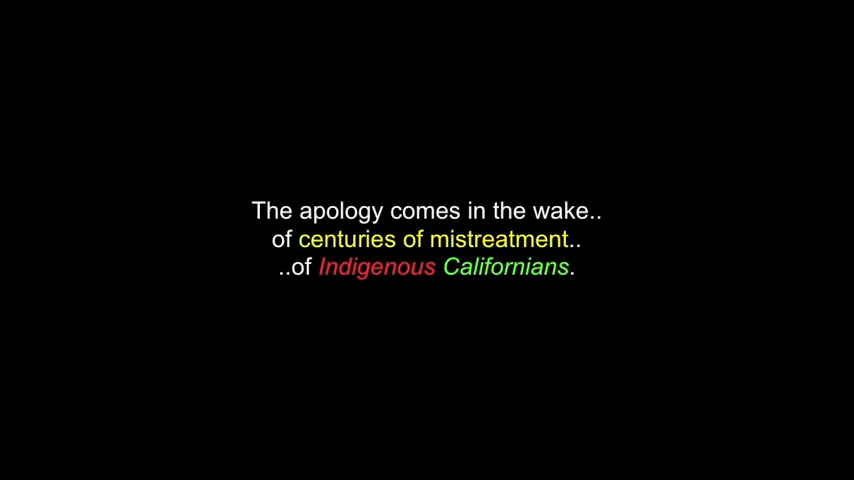 The apology comes in the wake..
of centuries of mistreatment..
..of Indigenous Californians.